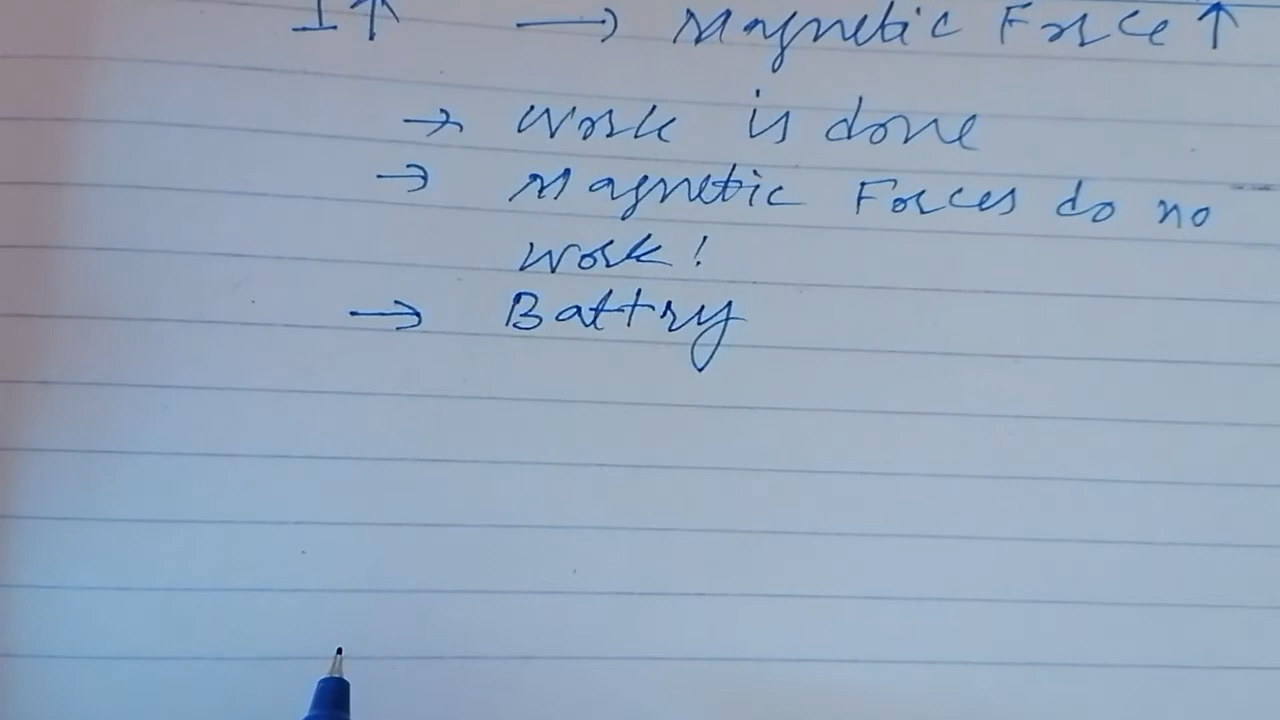 I↑ → Magnetic Force ↑
→ Work is done
→ Magnetic Forces do no
work!
→ Battry